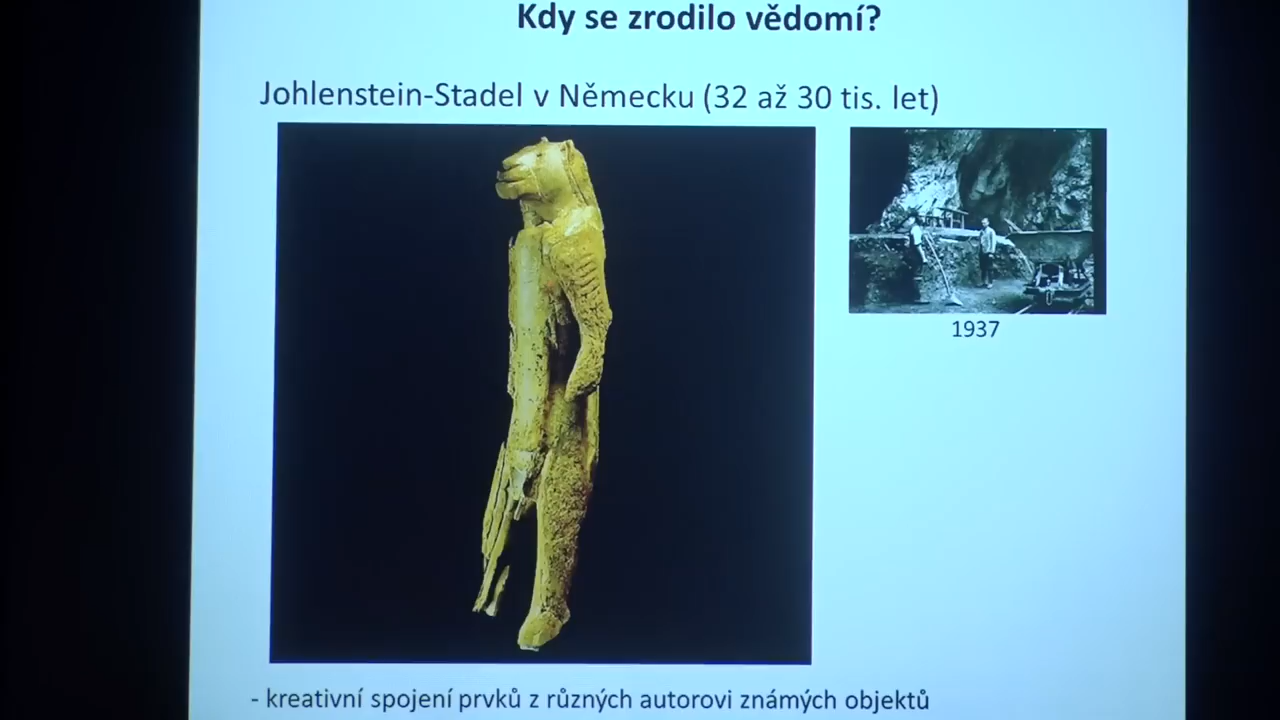 Kdy se zrodilo vědomí?
Johlenstein-Stadel v Německu (32 až 30 tis. let)
1937
- kreativní spojení prvků z různých autorovi známých objektů